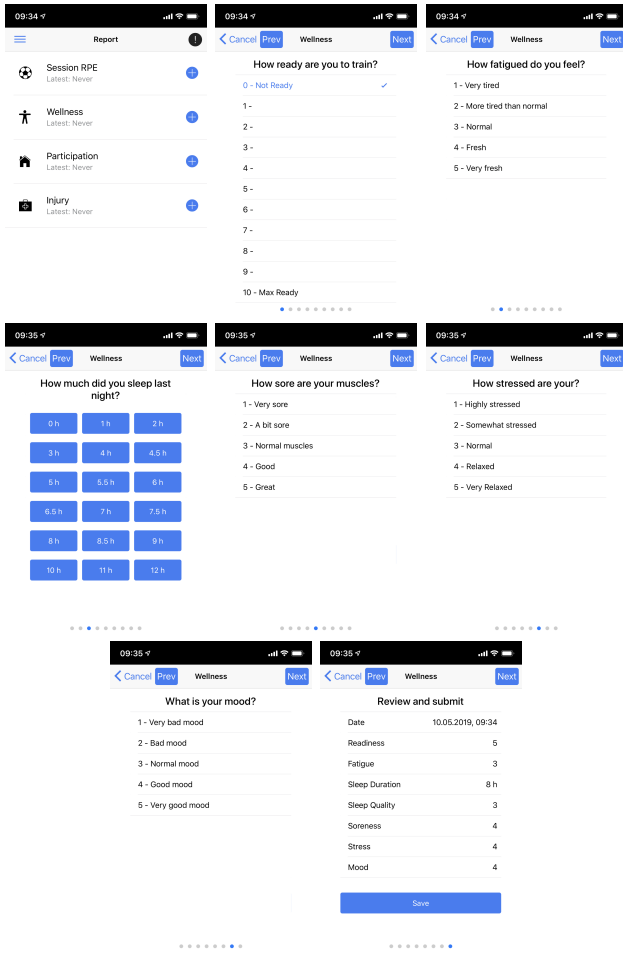 09:34
Report
!
Session RPE
Latest: Never
Wellness
Latest: Never
Participation
Latest: Never
Injury
Latest: Never
09:34
Cancel Prev Wellness Next
How ready are you to train?
0 - Not Ready
1 -
2 -
3 -
4 -
5 -
6 -
7 -
8 -
9 -
10 - Max Ready
09:34
Cancel Prev Wellness Next
How fatigued do you feel?
1 - Very tired
2 - More tired than normal
3 - Normal
4 - Fresh
5 - Very fresh
09:35
Cancel Prev Wellness Next
How much did you sleep last
night?
0 h 1 h 2 h
3 h 4 h 4.5 h
5 h 5.5 h 6 h
6.5 h 7 h 7.5 h
8 h 8.5 h 9 h
10 h 11 h 12 h
09:35
Cancel Prev Wellness Next
How sore are your muscles?
1 - Very sore
2 - A bit sore
3 - Normal muscles
4 - Good
5 - Great
09:35
Cancel Prev Wellness Next
How stressed are your?
1 - Highly stressed
2 - Somewhat stressed
3 - Normal
4 - Relaxed
5 - Very Relaxed
09:35
Cancel Prev Wellness Next
What is your mood?
1 - Very bad mood
2 - Bad mood
3 - Normal mood
4 - Good mood
5 - Very good mood
09:35
Cancel Prev Wellness Next
Review and submit
Date 10.05.2019, 09:34
Readiness 5
Fatigue 3
Sleep Duration 8 h
Sleep Quality 3
Soreness 4
Stress 4
Mood 4
Save